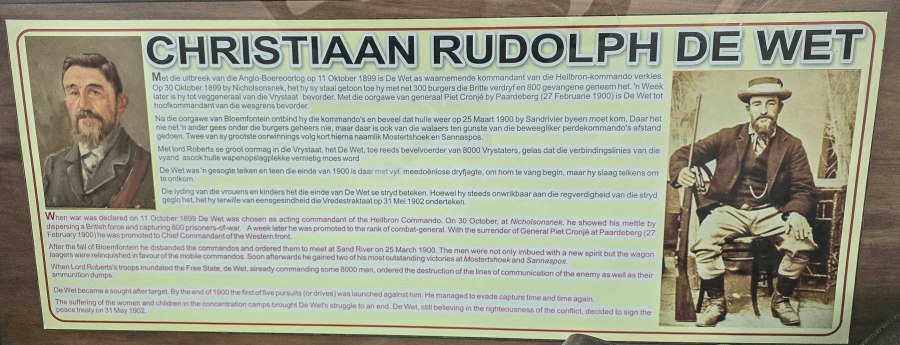 CHRISTIAAN RUDOLPH DE WET
Met die uitbreek van die Anglo-Boereoorlog op 11 Oktober 1899 is De Wet as waarnemende kommandant van die Heilbron-kommando verkies.
Op 30 Oktober 1899 by Nicholsonsnek, het hy sy staal getoon toe hy met net 300 burgers die Britte verdryf en 800 gevangene geneem het. 'n Week
later is hy tot veggeneraal van die Vrystaat bevorder. Met die oorgawe van generaal Piet Cronjé by Paardeberg (27 Februarie 1900) is De Wet tot
hoofkommandant van die wesgrens bevorder.
Na die oorgawe van Bloemfontein ontbind hy die kommando's en beveel dat hulle weer op 25 Maart 1900 by Sandrivier byeen moet kom. Daar het
nie net 'n ander gees onder die burgers geheers nie, maar daar is ook van die walaers ten gunste van die beweegliker perdekommando's afstand
gedoen. Twee van sy grootste oorwinnings volg kort hierna naamlik Mostertshoek en Sannaspos.
Met lord Roberts se groot oormag in die Vrystaat, het De Wet, toe reeds bevelvoerder van 8000 Vrystaters, gelas dat die verbindingslinies van die
vyand asook hulle wapenopslagplekke vernietig moes word
De Wet was 'n gesogte teiken en teen die einde van 1900 is daar met vyf meedoënlose dryfjagte, om hom te vang begin, maar hy slaag telkens om
te ontkom.
Die lyding van die vrouens en kinders het die einde van De Wet se stryd beteken. Hoewel hy steeds onwrikbaar aan die regverdigheid van die stryd
geglo het, het hy terwille van eensgesindheid die Vredestraktaat op 31 Mei 1902 onderteken.
When war was declared on 11 October 1899 De Wet was chosen as acting commandant of the Heilbron Commando. On 30 October, at Nicholsonsnek, he showed his mettle by
dispersing a British force and capturing 800 prisoners-of-war. A week later he was promoted to the rank of combat-general. With the surrender of General Piet Cronjé at Paardeberg (27
February 1900) he was promoted to Chief Commandant of the Western front.
After the fall of Bloemfontein he disbanded the commandos and ordered them to meet at Sand River on 25 March 1900. The men were not only imbued with a new spirit but the wagon
laagers were relinquished in favour of the mobile commandos. Soon afterwards he gained two of his most outstanding victories at Mostertshoek and Sannaspos.
When Lord Roberts's troops inundated the Free State, de Wet, already commanding some 8000 men, ordered the destruction of the lines of communication of the enemy as well as their
ammunition dumps.
De Wet became a sought after target. By the end of 1900 the first of five pursuits (or drives) was launched against him. He managed to evade capture time and time again.
The suffering of the women and children in the concentration camps brought De Wet's struggle to an end. De Wet, still believing in the righteousness of the conflict, decided to sign the
peace treaty on 31 May 1902.